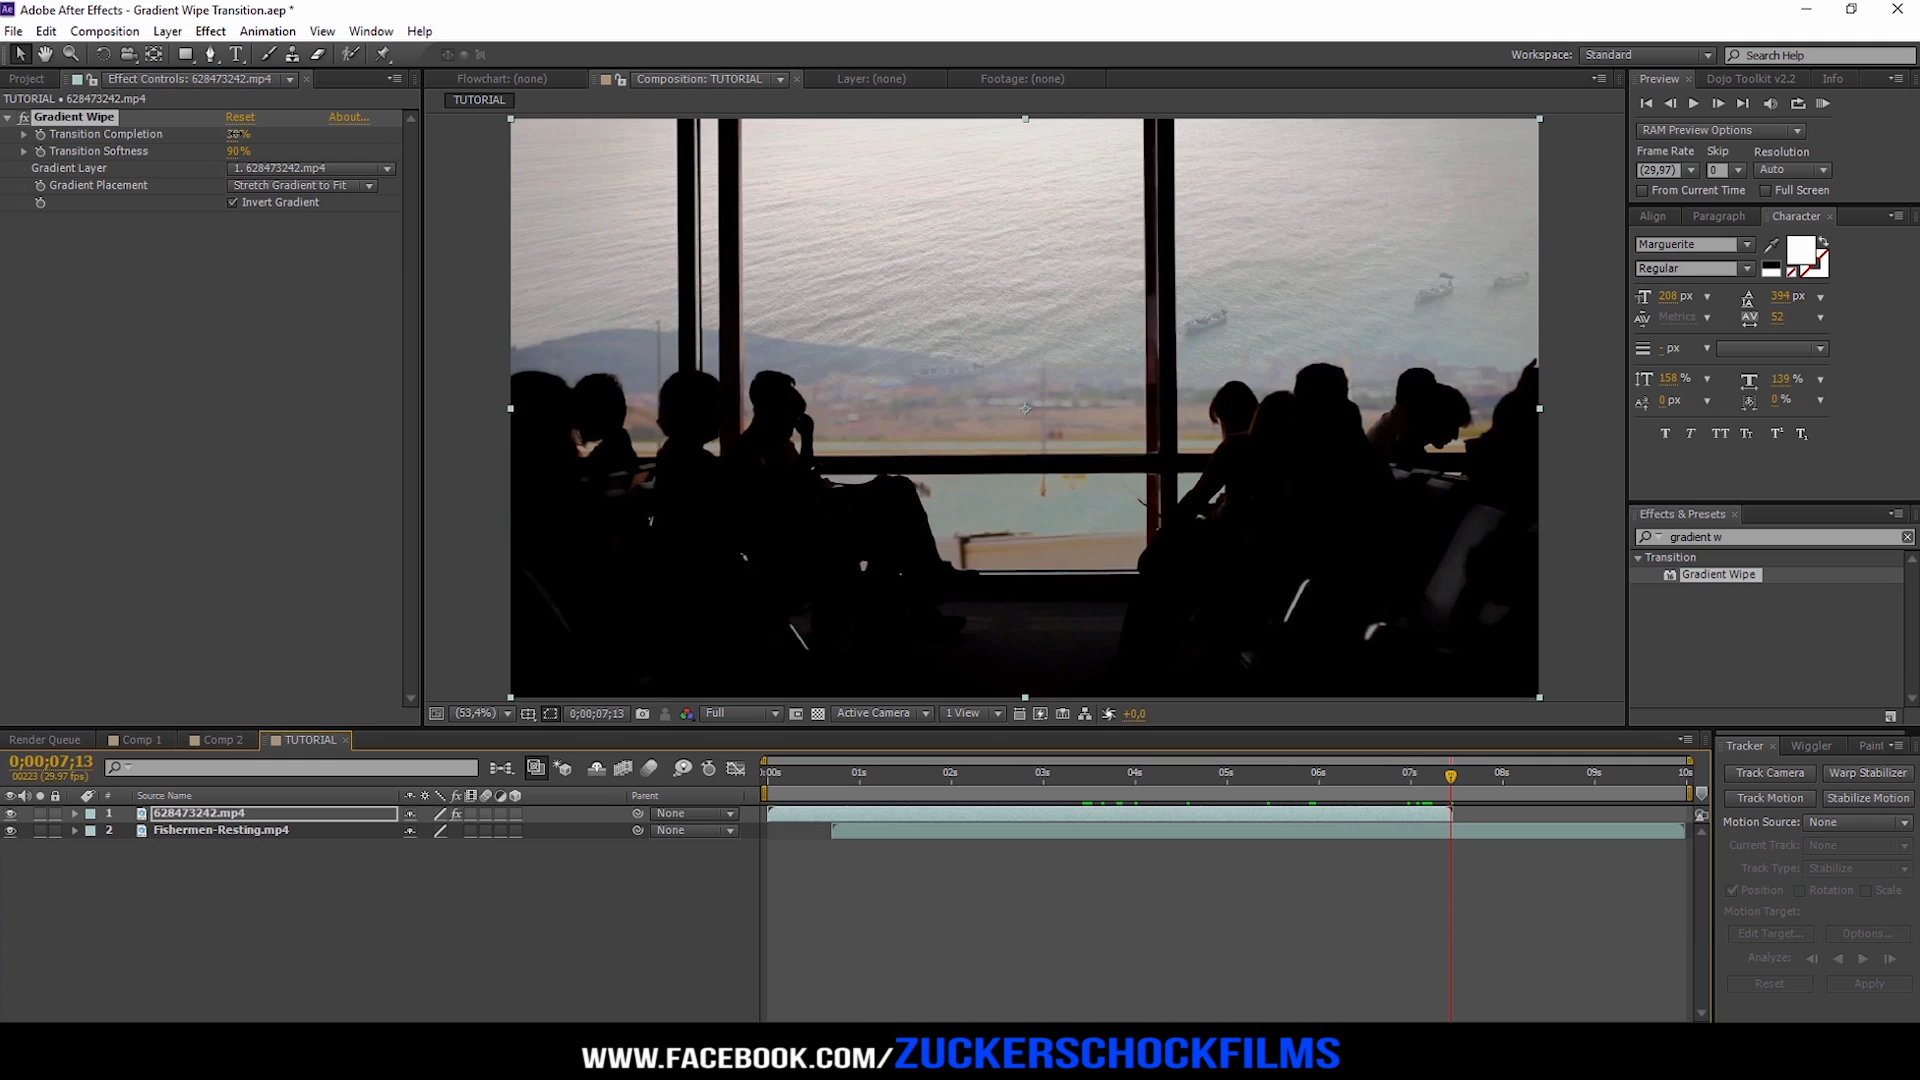 Adobe After Effects - Gradient Wipe Transition.aep *
File Edit Composition Layer Effect Animation View Window Help
Workspace: Standard Search Help
Project Effect Controls: 628473242.mp4 Flowchart: (none) Composition: TUTORIAL Layer: (none) Footage: (none) Preview Dojo Toolkit v2.2 Info
TUTORIAL • 628473242.mp4
TUTORIAL
Gradient Wipe Reset About...
Transition Completion
Transition Softness 90%
Gradient Layer 1. 628473242.mp4
Gradient Placement Stretch Gradient to Fit
Invert Gradient
RAM Preview Options
Frame Rate Skip Resolution
(29,97) 0 Auto
From Current Time Full Screen
Align Paragraph Character
Marguerite
Regular
208 px 394 px
Metrics 52
- px
158 % 139 %
0 px 0 %
T T TT Tr T¹ T₁
Effects & Presets
gradient w
Transition
Gradient Wipe
(53,4%) 0;00;07;13 Full Active Camera 1 View +0,0
Render Queue Comp 1 Comp 2 TUTORIAL
0;00;07;13
00223 (29.97 fps)
:00s 01s 02s 03s 04s 05s 06s 07s 08s 09s 10s
# Source Name Parent
1 628473242.mp4 None
2 Fishermen-Resting.mp4 None
Tracker Wiggler Paint
Track Camera Warp Stabilizer
Track Motion Stabilize Motion
Motion Source: None
Current Track: None
Track Type: Stabilize
Position Rotation Scale
Motion Target:
Edit Target... Options...
Analyze:
Reset Apply
WWW.FACEBOOK.COM/ZUCKERSCHOCKFILMS